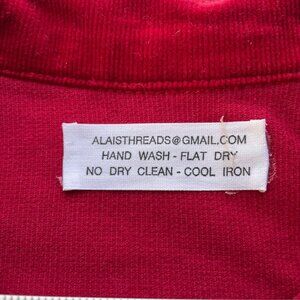 ALAISTHREADS@GMAIL.COM
HAND WASH - FLAT DRY
NO DRY CLEAN - COOL IRON